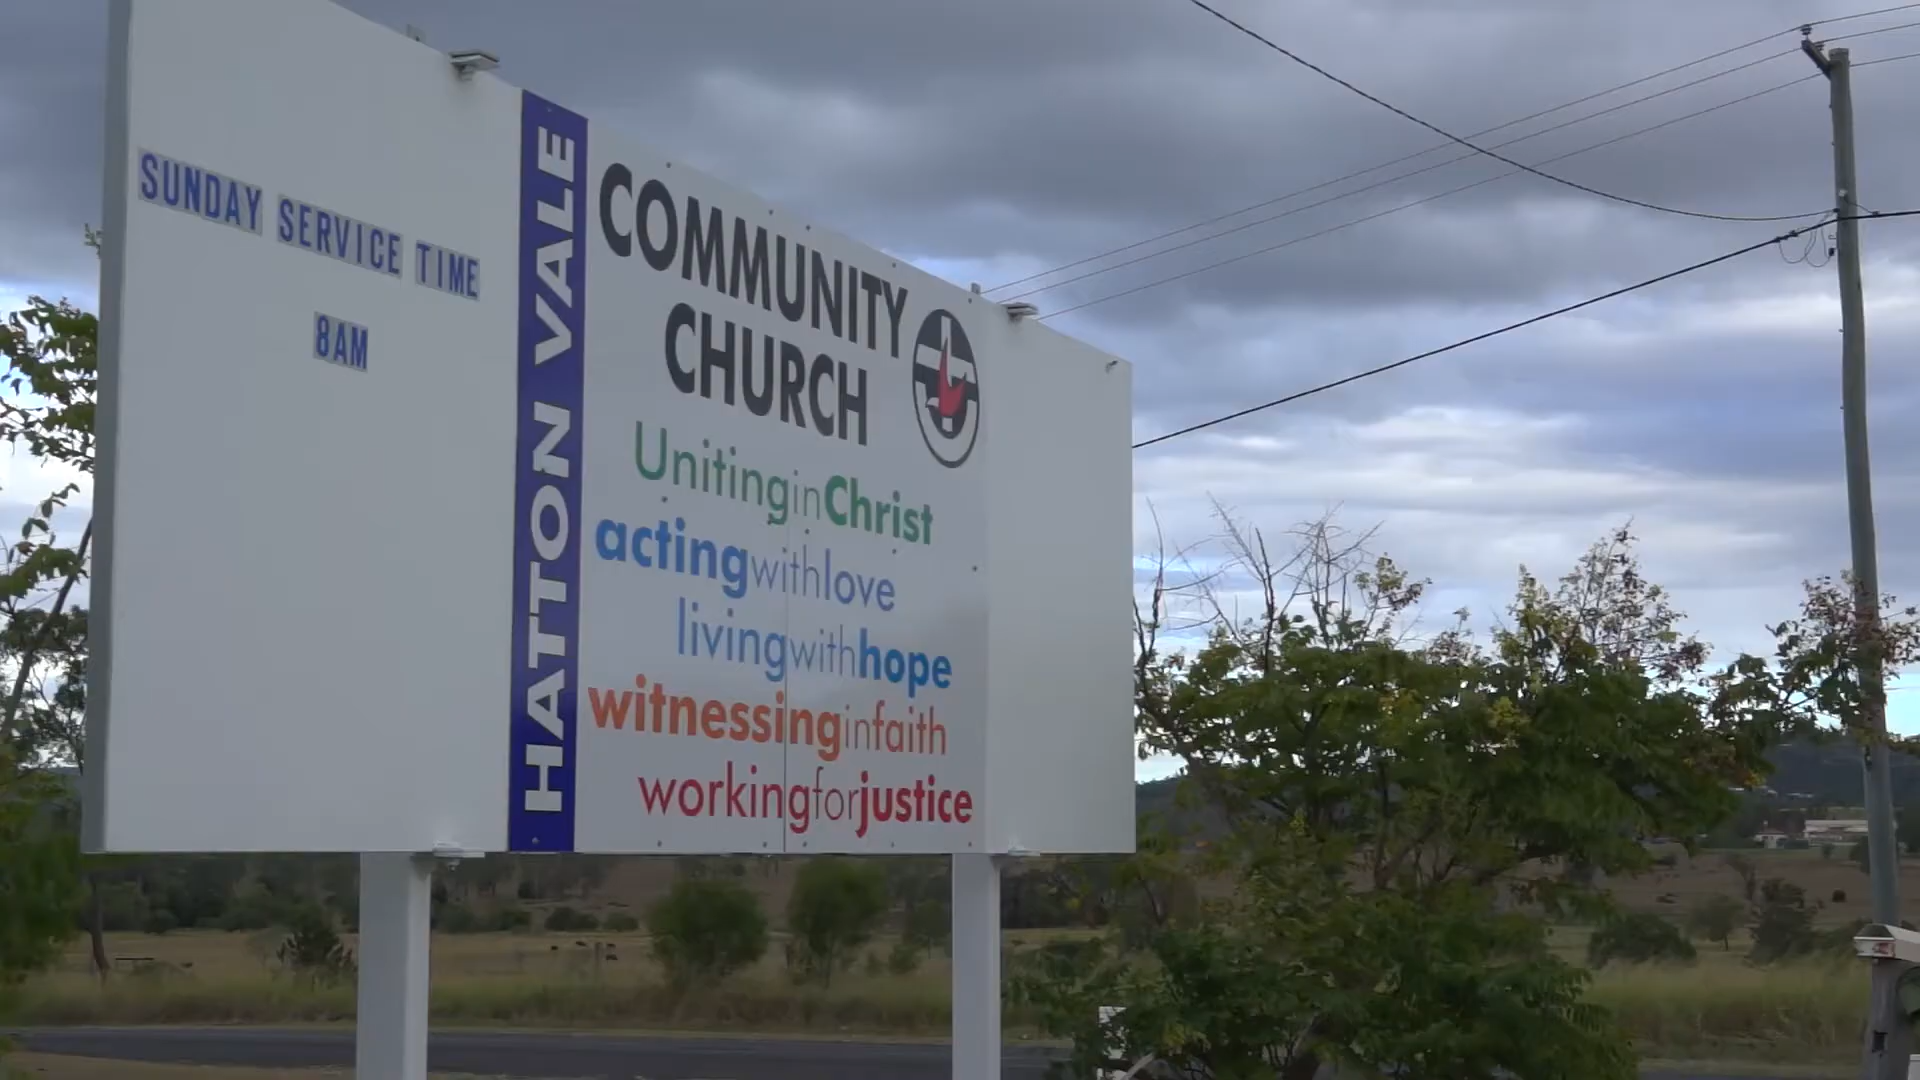 SUNDAY SERVICE TIME
8AM
HATTON VALE
COMMUNITY
CHURCH
UnitinginChrist
actingwithlove
livingwithhope
witnessinginfaith
workingforjustice